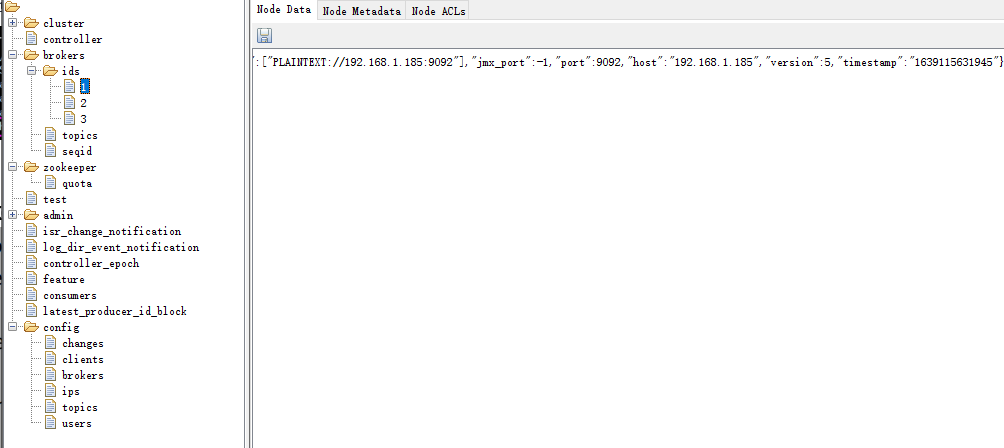 Node Data Node Metadata Node ACLs
cluster
controller
brokers
ids
1
2
3
topics
seqid
zookeeper
quota
test
admin
isr_change_notification
log_dir_event_notification
controller_epoch
feature
consumers
latest_producer_id_block
config
changes
clients
brokers
ips
topics
users
":["PLAINTEXT://192.168.1.185:9092"],"jmx_port":-1,"port":9092,"host":"192.168.1.185","version":5,"timestamp":"1639115631945"}